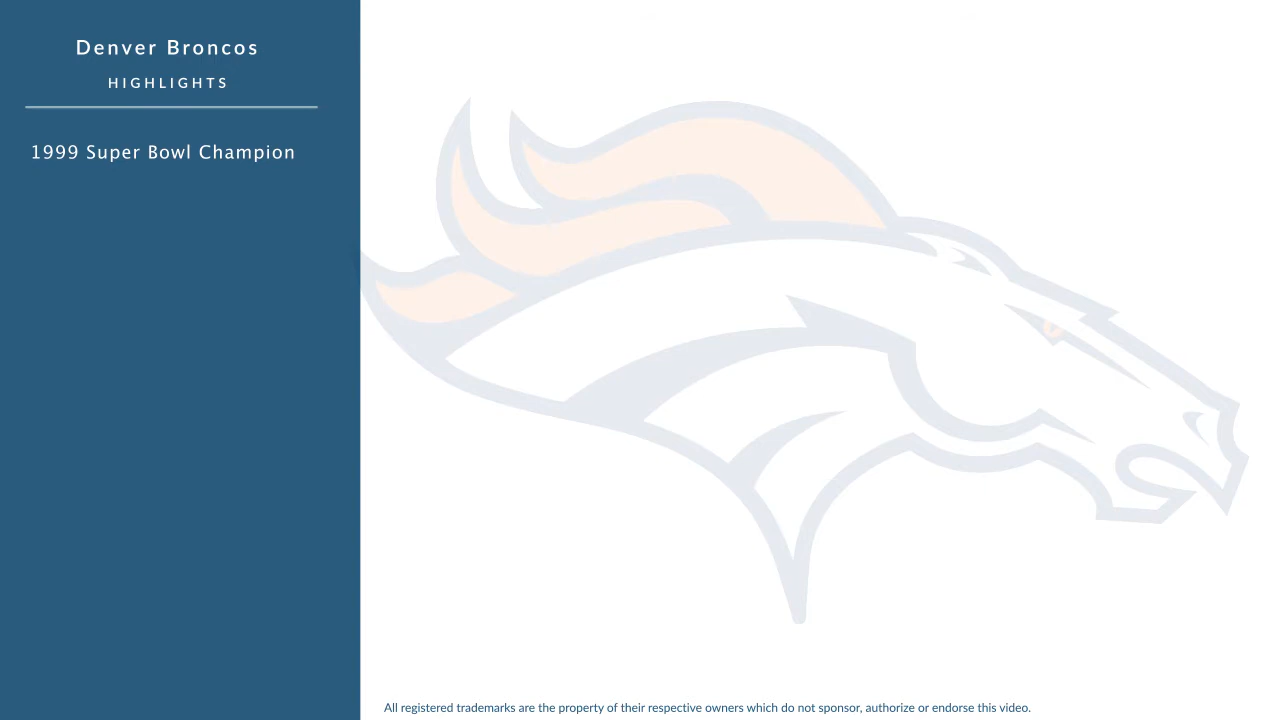 Denver Broncos
HIGHLIGHTS
1999 Super Bowl Champion
All registered trademarks are the property of their respective owners which do not sponsor, authorize or endorse this video.